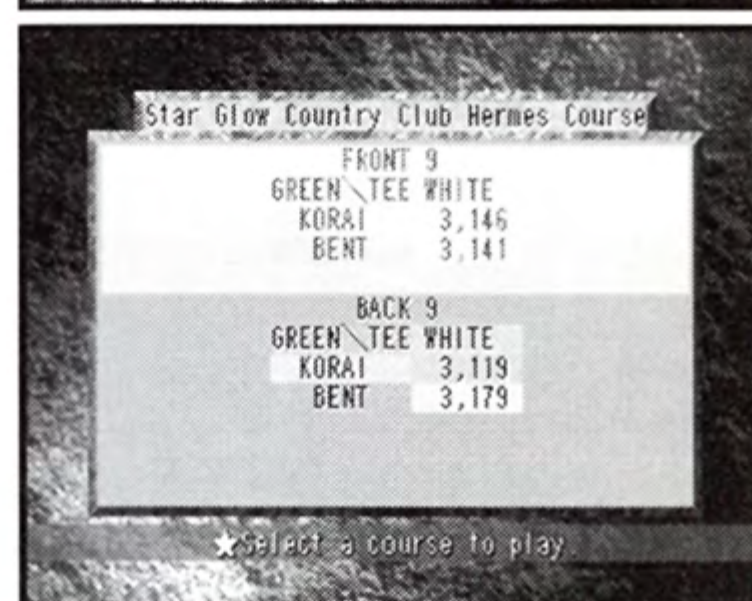 Star Glow Country Club Hermes Course
FRONT 9
GREEN\TEE WHITE
KORAI 3,146
BENT 3,141
BACK 9
GREEN\TEE WHITE
KORAI 3,119
BENT 3,179
★Select a course to play.